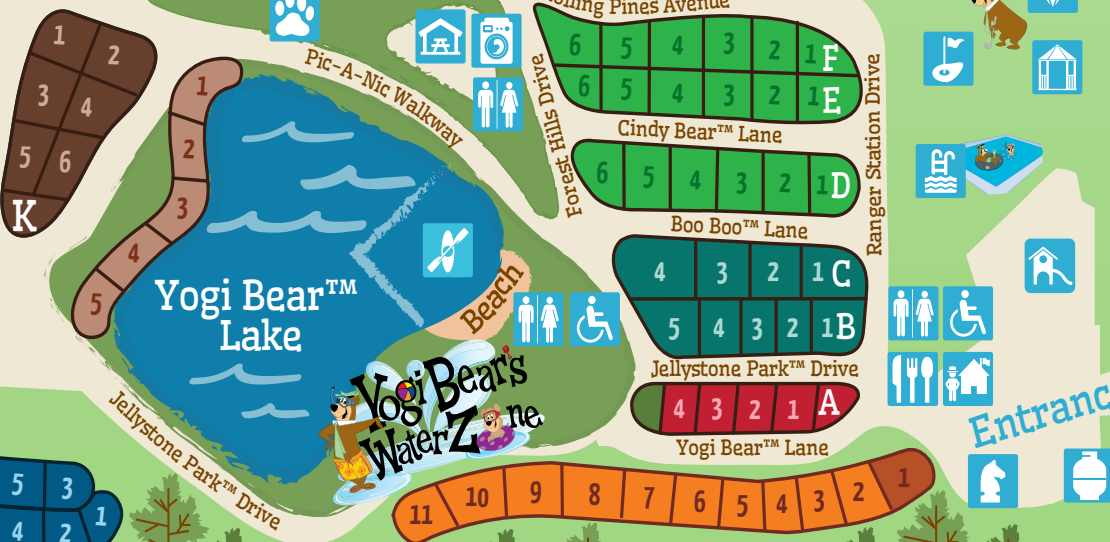 Rolling Pines Avenue
1 2
3 4
5 6
K
1
2
3
4
5
Pic-A-Nic Walkway
Forest Hills Drive
6 5 4 3 2 1 F
6 5 4 3 2 1 E
Cindy Bear™ Lane
6 5 4 3 2 1 D
Boo Boo™ Lane
4 3 2 1 C
5 4 3 2 1 B
Jellystone Park™ Drive
4 3 2 1 A
Yogi Bear™ Lane
Ranger Station Drive
Yogi Bear™
Lake
Beach
Yogi Bear's
Water Zone
Jellystone Park™ Drive
5 3 1
4 2
11 10 9 8 7 6 5 4 3 2 1
Entranc